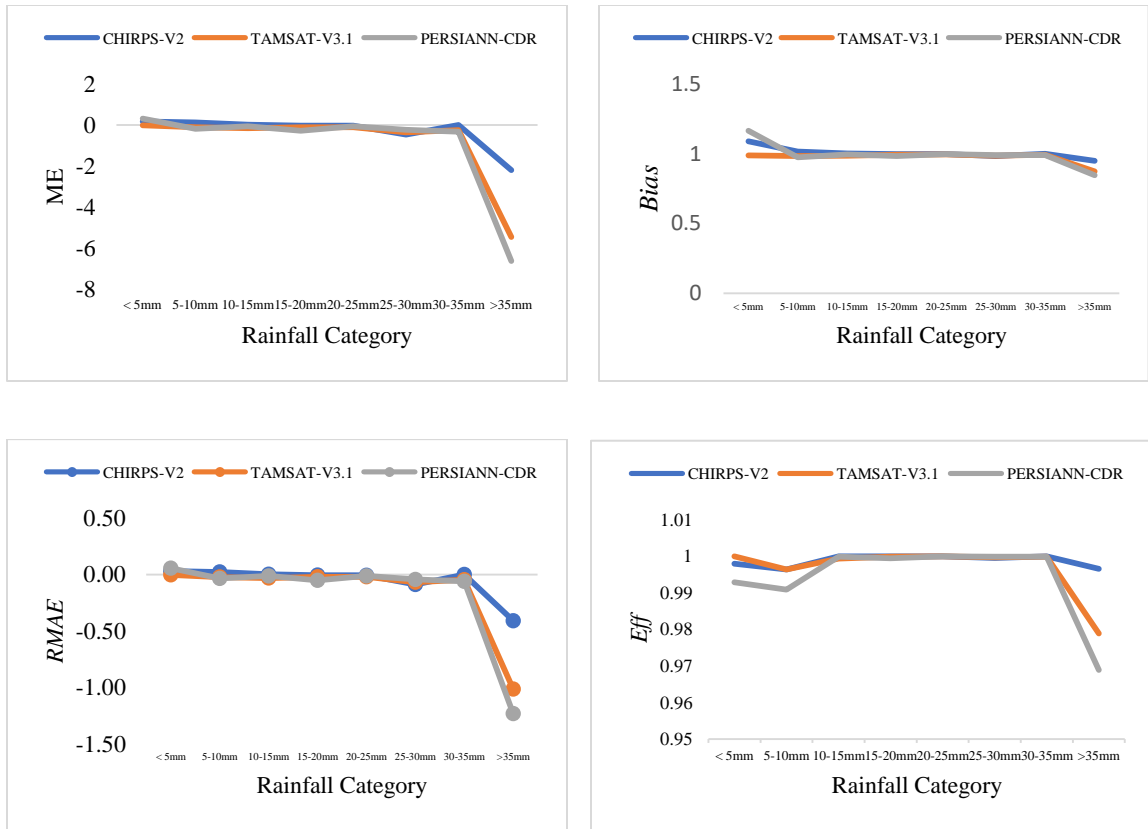 CHIRPS-V2 TAMSAT-V3.1 PERSIANN-CDR
2
0
-2
-4
-6
-8
ME
< 5mm 5-10mm 10-15mm 15-20mm 20-25mm 25-30mm 30-35mm >35mm
Rainfall Category
CHIRPS-V2 TAMSAT-V3.1 PERSIANN-CDR
1.5
1
0.5
0
Bias
< 5mm 5-10mm 10-15mm 15-20mm 20-25mm 25-30mm 30-35mm >35mm
Rainfall Category
CHIRPS-V2 TAMSAT-V3.1 PERSIANN-CDR
0.50
0.00
-0.50
-1.00
-1.50
RMAE
< 5mm 5-10mm 10-15mm 15-20mm 20-25mm 25-30mm 30-35mm >35mm
Rainfall Category
CHIRPS-V2 TAMSAT-V3.1 PERSIANN-CDR
1.01
1
0.99
0.98
0.97
0.96
0.95
Eff
< 5mm 5-10mm 10-15mm 15-20mm 20-25mm 25-30mm 30-35mm >35mm
Rainfall Category